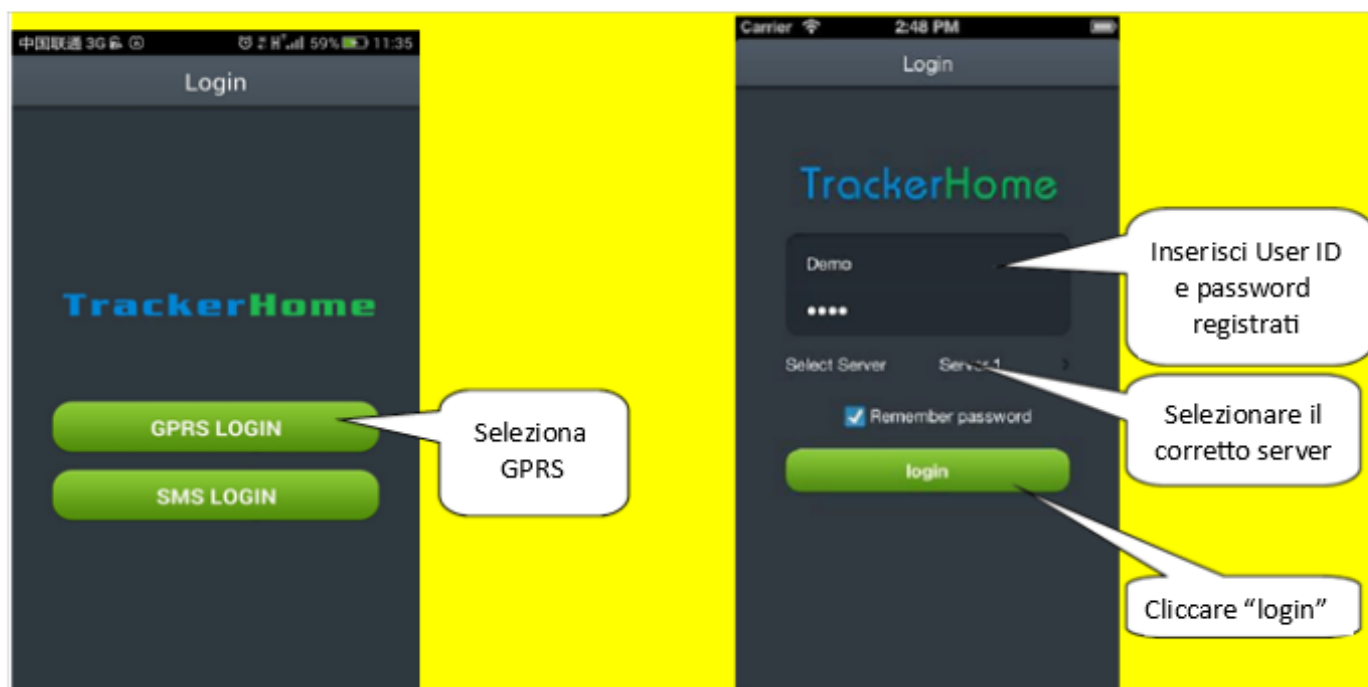 中国联通 3G
59% 11:35
Login
TrackerHome
GPRS LOGIN
SMS LOGIN
Seleziona
GPRS
Carrier 2:48 PM
Login
TrackerHome
Demo
••••
Select Server Server 1
Remember password
login
Inserisci User ID
e password
registrati
Selezionare il
corretto server
Cliccare “login”